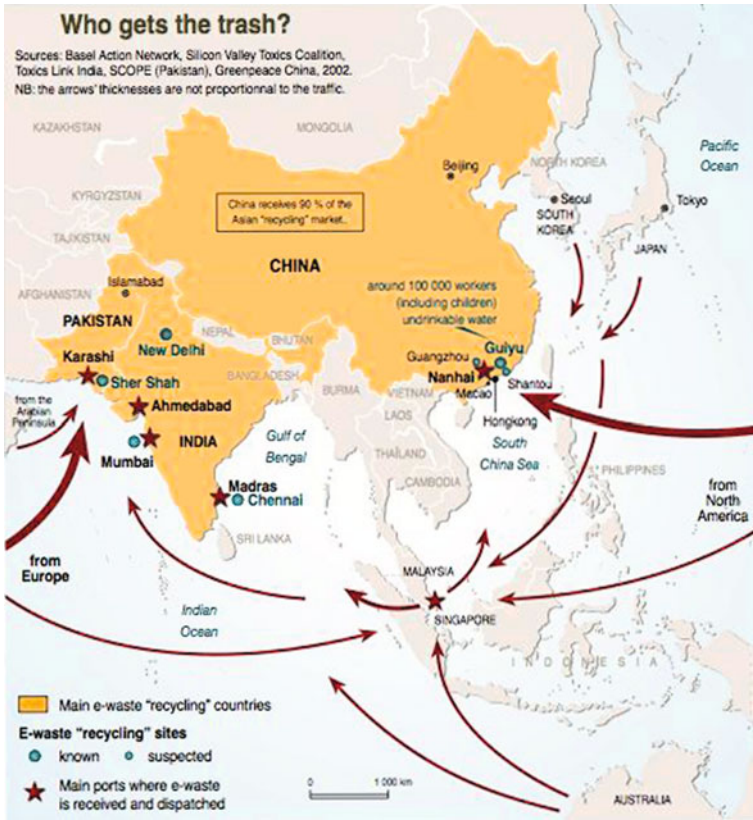 Who gets the trash?
Sources: Basel Action Network, Silicon Valley Toxics Coalition,
Toxics Link India, SCOPE (Pakistan), Greenpeace China, 2002.
NB: the arrows' thicknesses are not proportionnal to the traffic.
KAZAKHSTAN
MONGOLIA
Pacific
Ocean
Beijing
NORTH KOREA
KYRGYZSTAN
China receives 90 % of the
Asian "recycling" market..
Seoul
SOUTH
KOREA
Tokyo
TAJIKISTAN
JAPAN
CHINA
Islamabad
AFGHANISTAN
around 100 000 workers
(including children)
undrinkable water
PAKISTAN
NEPAL
BHUTAN
New Delhi
Karashi
Guangzhou
Guiyu
Sher Shah
BANGLADESH
Nanhai
Shantou
from the
Arabian
Peninsula
BURMA
VIETNAM
Macao
Ahmedabad
LAOS
Hongkong
INDIA
Gulf of
Bengal
South
China Sea
Mumbai
THAÏLAND
PHILIPPINES
Madras
Chennai
CAMBODIA
from
North
America
SRI LANKA
from
Europe
MALAYSIA
Indian
Ocean
SINGAPORE
INDONESIA
Main e-waste "recycling" countries
E-waste "recycling" sites
known
suspected
Main ports where e-waste
is received and dispatched
0 1 000 km
AUSTRALIA